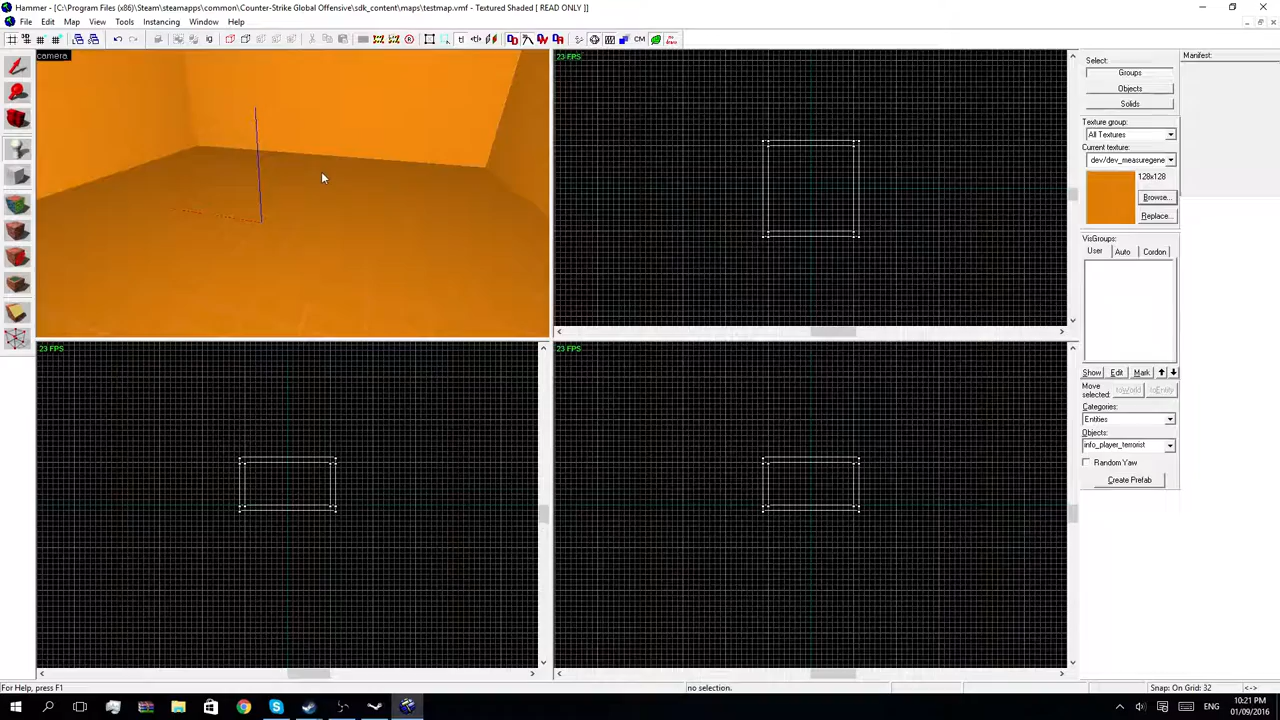 Hammer - [C:\Program Files (x86)\Steam\steamapps\common\Counter-Strike Global Offensive\sdk_content\maps\testmap.vmf - Textured Shaded [ READ ONLY ]]
File Edit Map View Tools Instancing Window Help
CM
camera
23 FPS
23 FPS
23 FPS
Select:
Groups
Objects
Solids
Texture group:
All Textures
Current texture:
dev/dev_measuregene
128x128
Browse...
Replace...
VisGroups:
User Auto Cordon
Show Edit Mark
Move selected: toWorld toEntity
Categories:
Entities
Objects:
info_player_terrorist
Random Yaw
Create Prefab
Manifest:
For Help, press F1
no selection.
Snap: On Grid: 32
<->
ENG
10:21 PM
01/09/2016